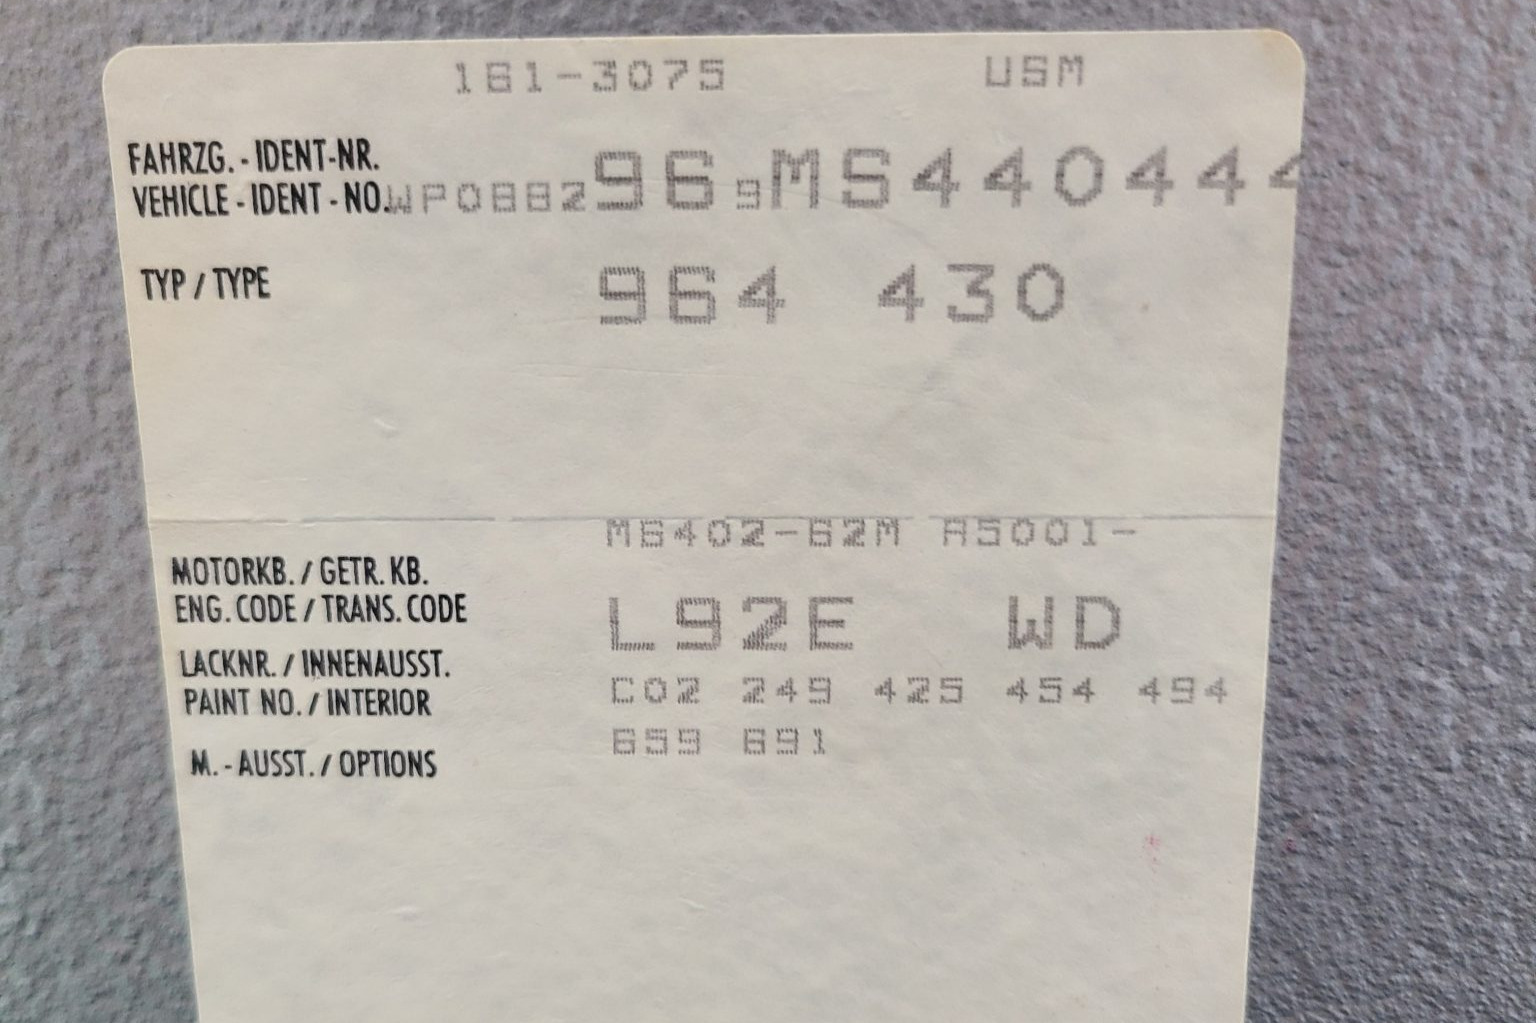 181-3075 USM
FAHRZG. - IDENT-NR.
VEHICLE - IDENT - NO. WP0BB296 9MS440444
TYP / TYPE 964 430
M6402-62M A5001-
MOTORKB. / GETR. KB.
ENG. CODE / TRANS. CODE L92E WD
LACKNR. / INNENAUSST.
PAINT NO. / INTERIOR C02 249 425 454 494
659 691
M. - AUSST. / OPTIONS